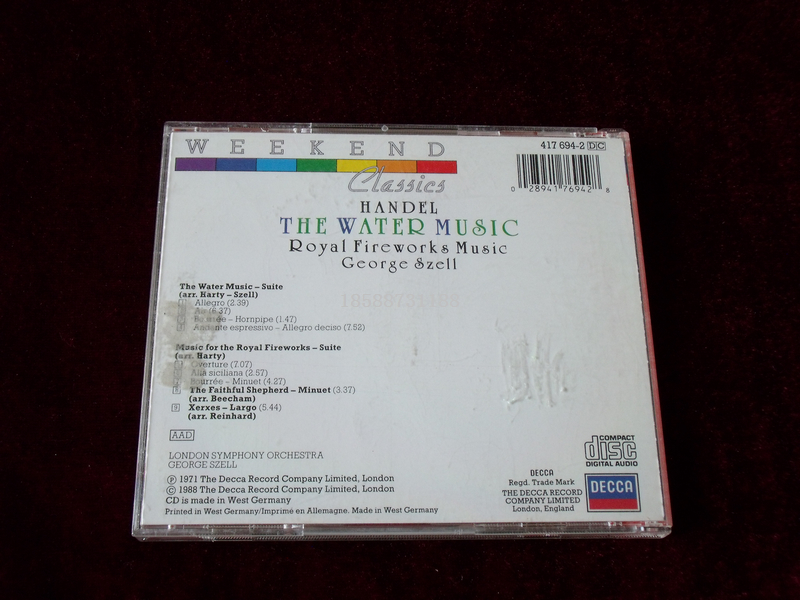 WEEKEND
Classics
417 694-2 DC
0 28941 76942 8
HANDEL
THE WATER MUSIC
Royal Fireworks Music
George Szell
The Water Music – Suite
(arr. Harty – Szell)
Allegro (2.39)
Air (6.37)
Bourrée – Hornpipe (1.47)
Andante espressivo – Allegro deciso (7.52)
Music for the Royal Fireworks – Suite
(arr. Harty)
Overture (7.07)
Alla siciliana (2.57)
Bourrée – Minuet (4.27)
The Faithful Shepherd – Minuet (3.37)
(arr. Beecham)
9 Xerxes – Largo (5.44)
(arr. Reinhard)
AAD
LONDON SYMPHONY ORCHESTRA
GEORGE SZELL
℗ 1971 The Decca Record Company Limited, London
© 1988 The Decca Record Company Limited, London
CD is made in West Germany
Printed in West Germany/Imprimé en Allemagne. Made in West Germany
DECCA
Regd. Trade Mark
THE DECCA RECORD
COMPANY LIMITED
London, England
COMPACT
disc
DIGITAL AUDIO
DECCA